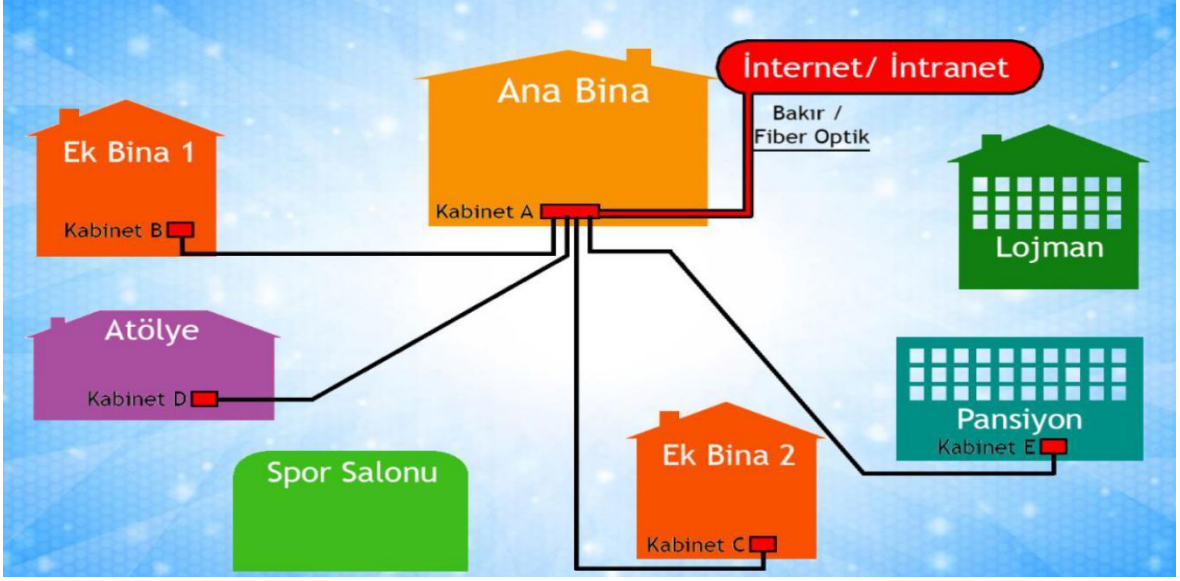 Ana Bina
İnternet/ İntranet
Bakır /
Fiber Optik
Ek Bina 1
Kabinet B
Kabinet A
Lojman
Atölye
Kabinet D
Pansiyon
Kabinet E
Spor Salonu
Ek Bina 2
Kabinet C